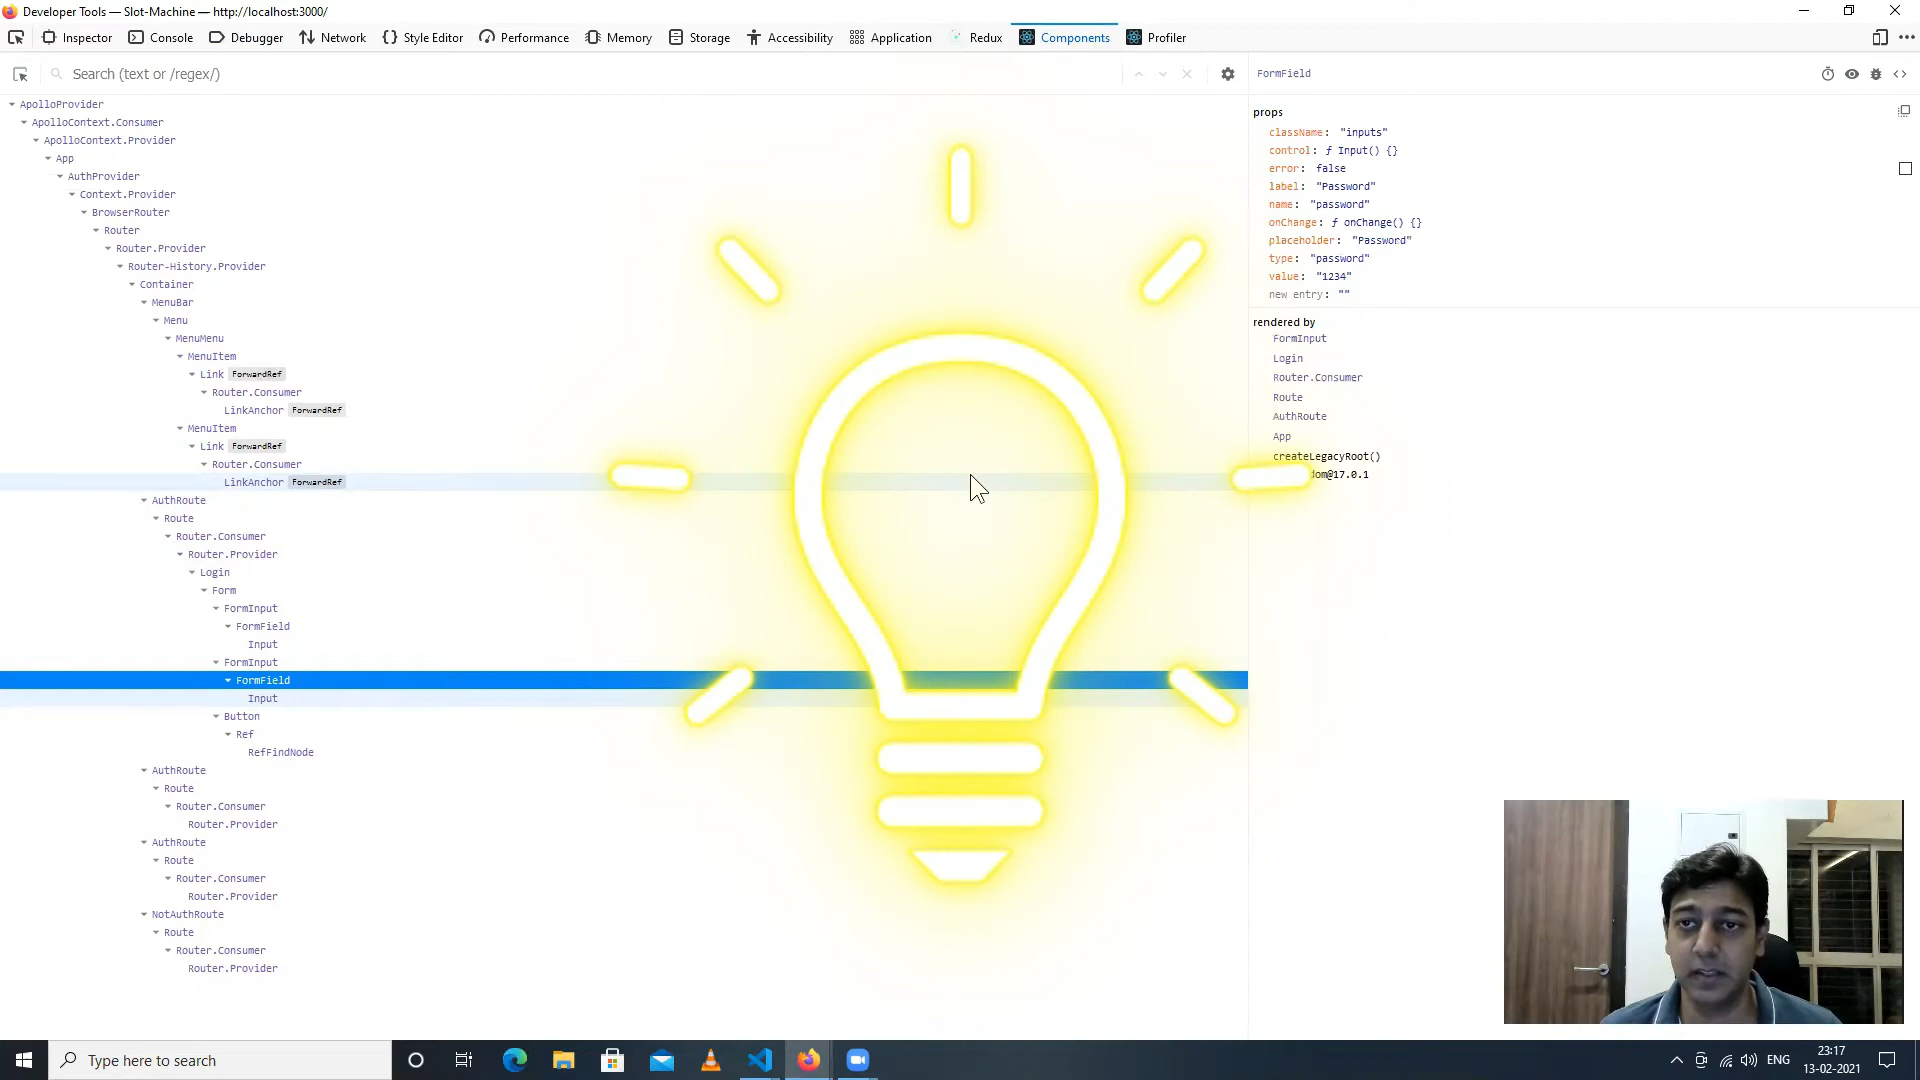 Developer Tools — Slot-Machine — http://localhost:3000/
Inspector Console Debugger Network Style Editor Performance Memory Storage Accessibility Application Redux Components Profiler
Search (text or /regex/)
ApolloProvider
ApolloContext.Consumer
ApolloContext.Provider
App
AuthProvider
Context.Provider
BrowserRouter
Router
Router.Provider
Router-History.Provider
Container
MenuBar
Menu
MenuMenu
MenuItem
Link ForwardRef
Router.Consumer
LinkAnchor ForwardRef
MenuItem
Link ForwardRef
Router.Consumer
LinkAnchor ForwardRef
AuthRoute
Route
Router.Consumer
Router.Provider
Login
Form
FormInput
FormField
Input
FormInput
FormField
Input
Button
Ref
RefFindNode
AuthRoute
Route
Router.Consumer
Router.Provider
AuthRoute
Route
Router.Consumer
Router.Provider
NotAuthRoute
Route
Router.Consumer
Router.Provider
FormField
props
className: "inputs"
control: ƒ Input() {}
error: false
label: "Password"
name: "password"
onChange: ƒ onChange() {}
placeholder: "Password"
type: "password"
value: "1234"
new entry: ""
rendered by
FormInput
Login
Router.Consumer
Route
AuthRoute
App
createLegacyRoot()
dom@17.0.1
Type here to search
ENG
23:17
13-02-2021